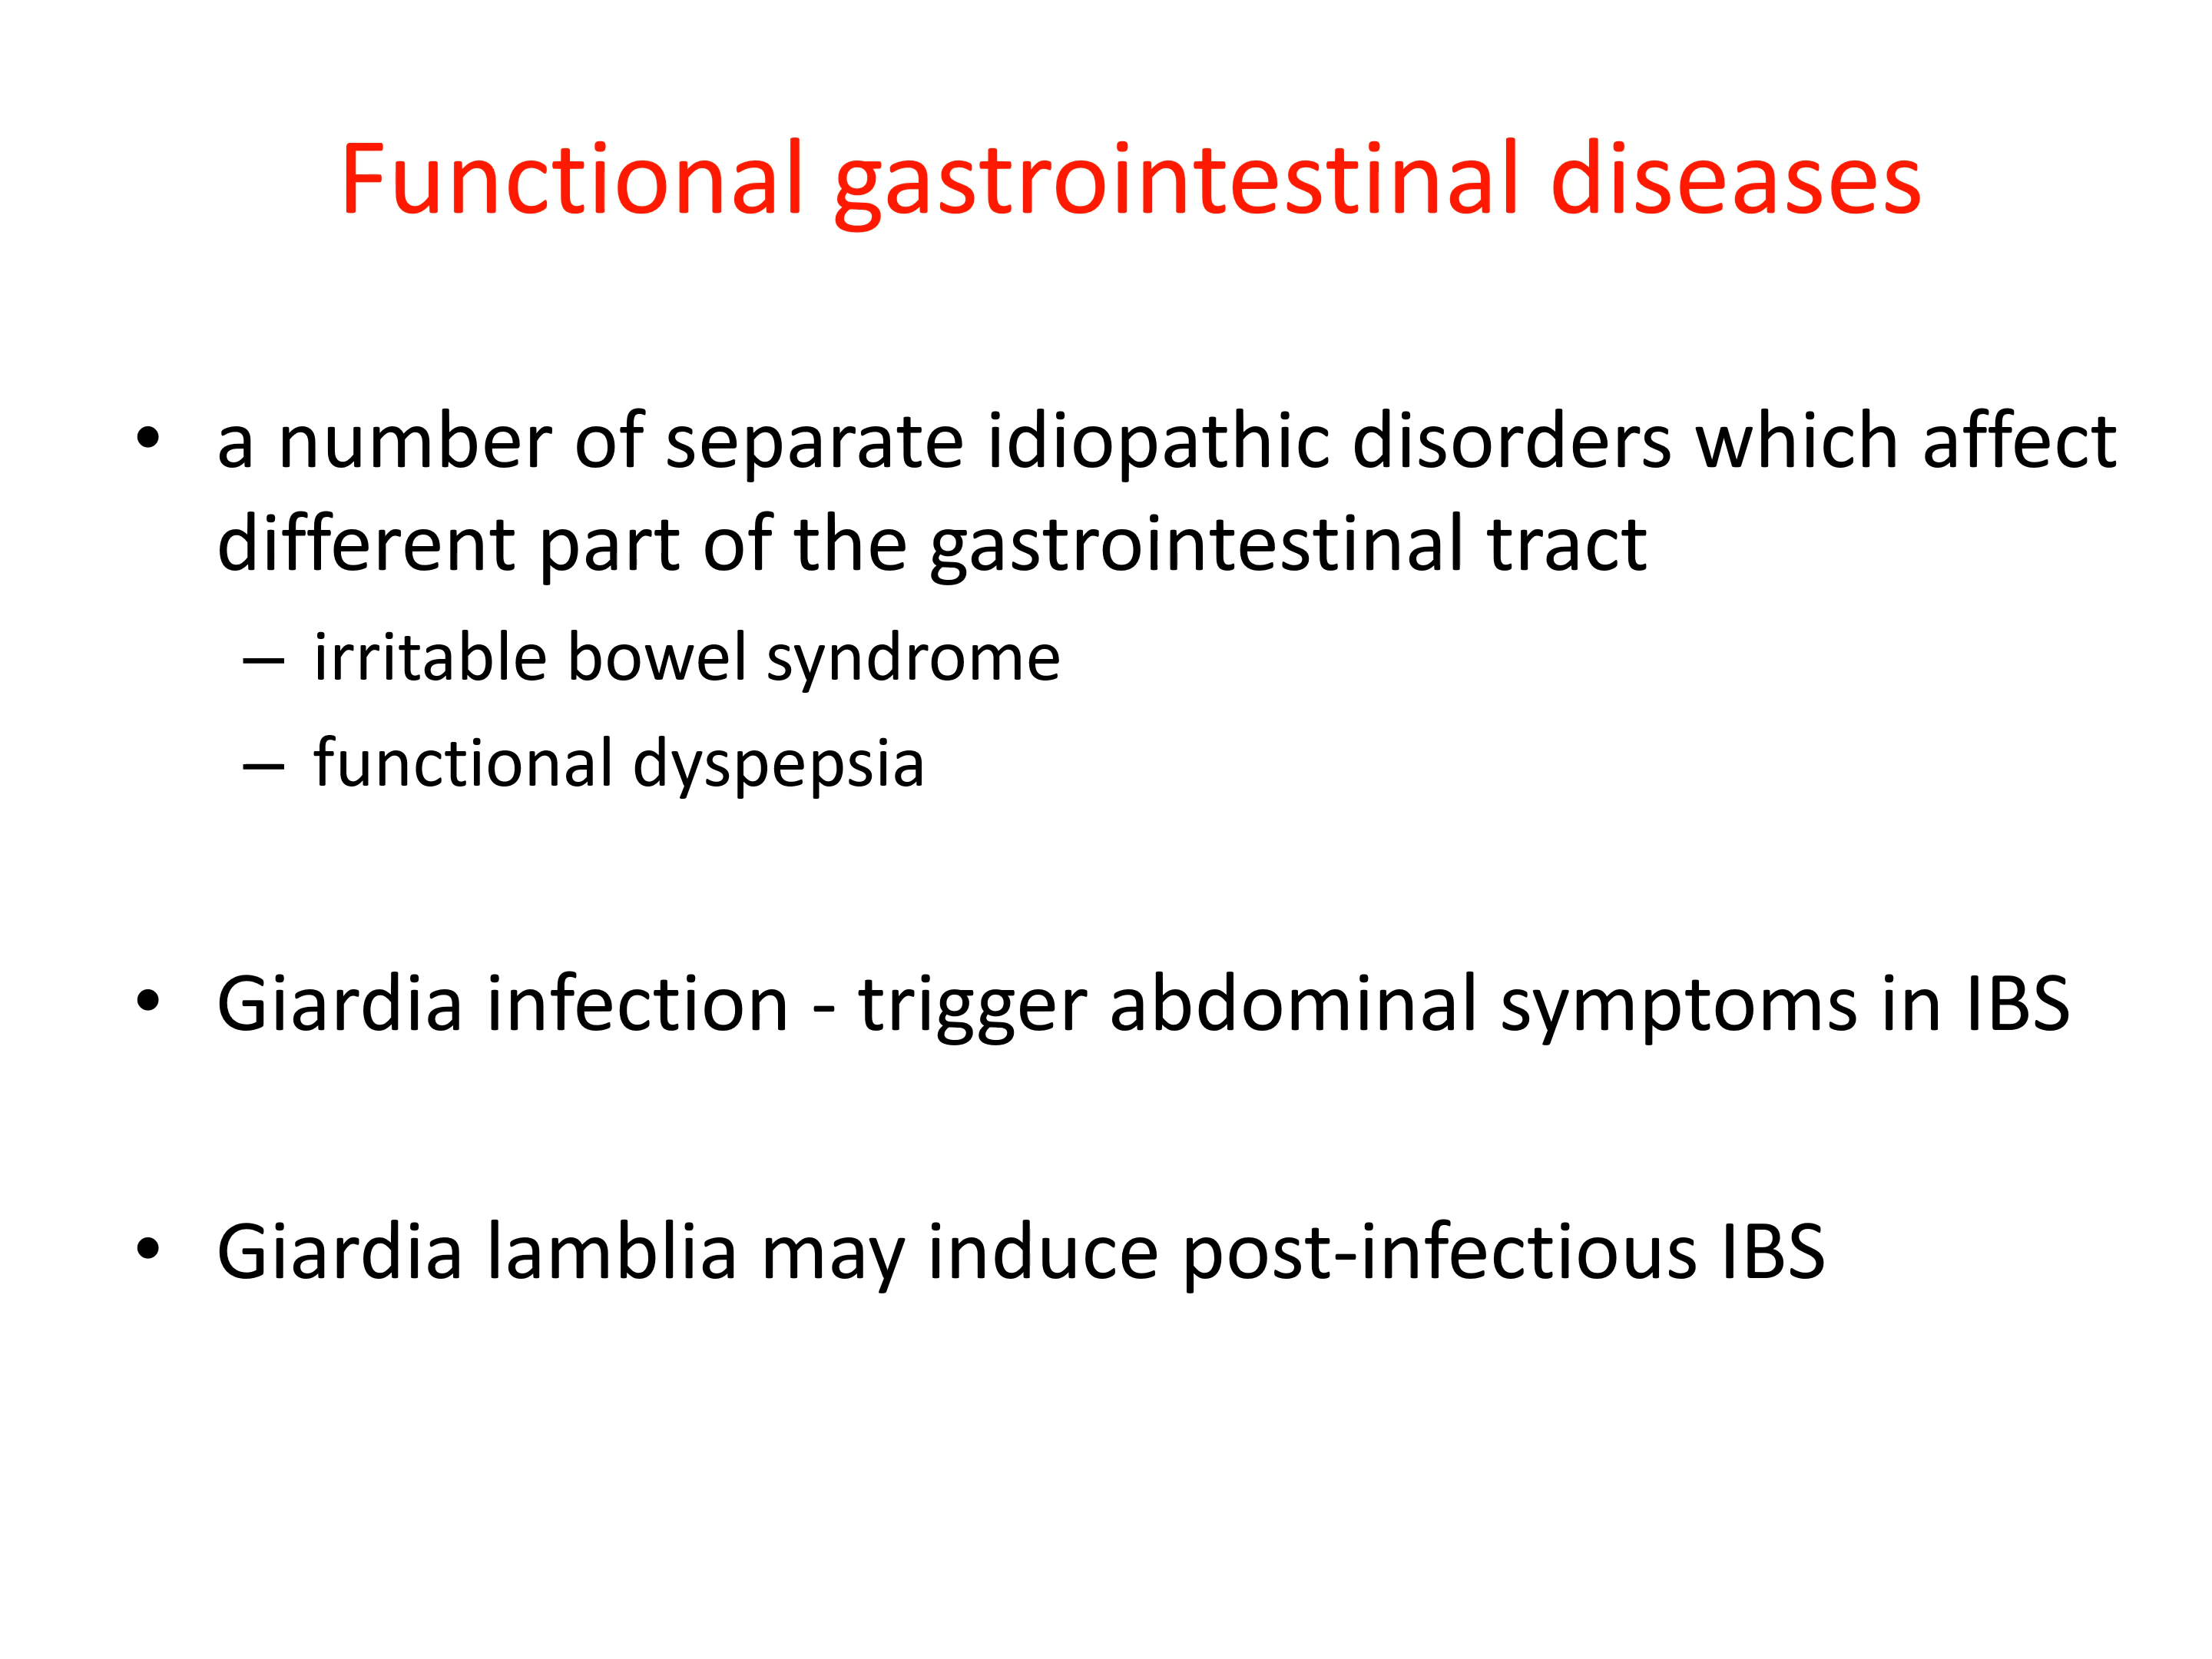 Functional gastrointestinal diseases
• a number of separate idiopathic disorders which affect
different part of the gastrointestinal tract
– irritable bowel syndrome
– functional dyspepsia
• Giardia infection - trigger abdominal symptoms in IBS
• Giardia lamblia may induce post-infectious IBS